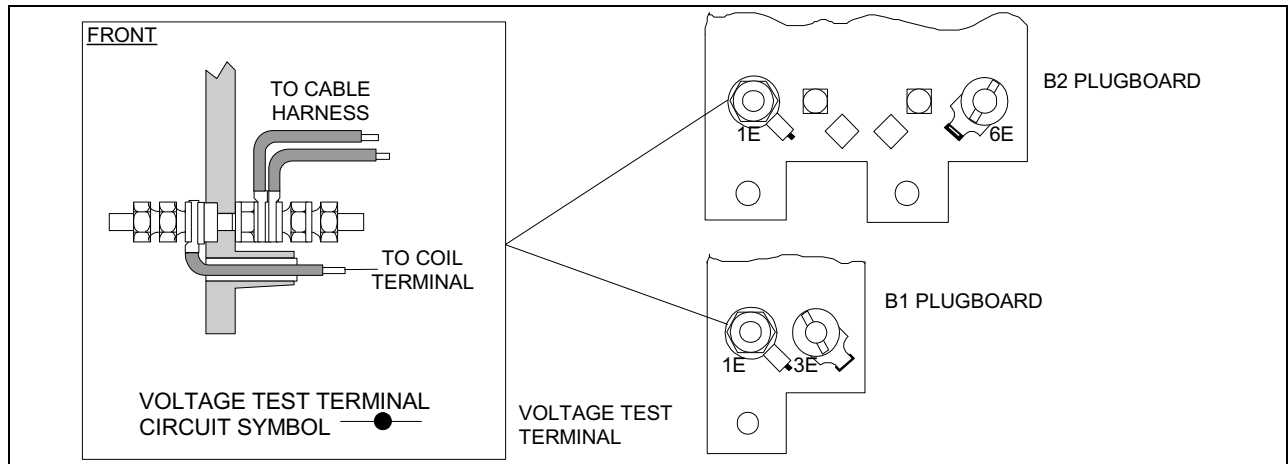 FRONT
TO CABLE
HARNESS
TO COIL
TERMINAL
VOLTAGE TEST TERMINAL
CIRCUIT SYMBOL
1E
6E
B2 PLUGBOARD
1E
3E
B1 PLUGBOARD
VOLTAGE TEST
TERMINAL